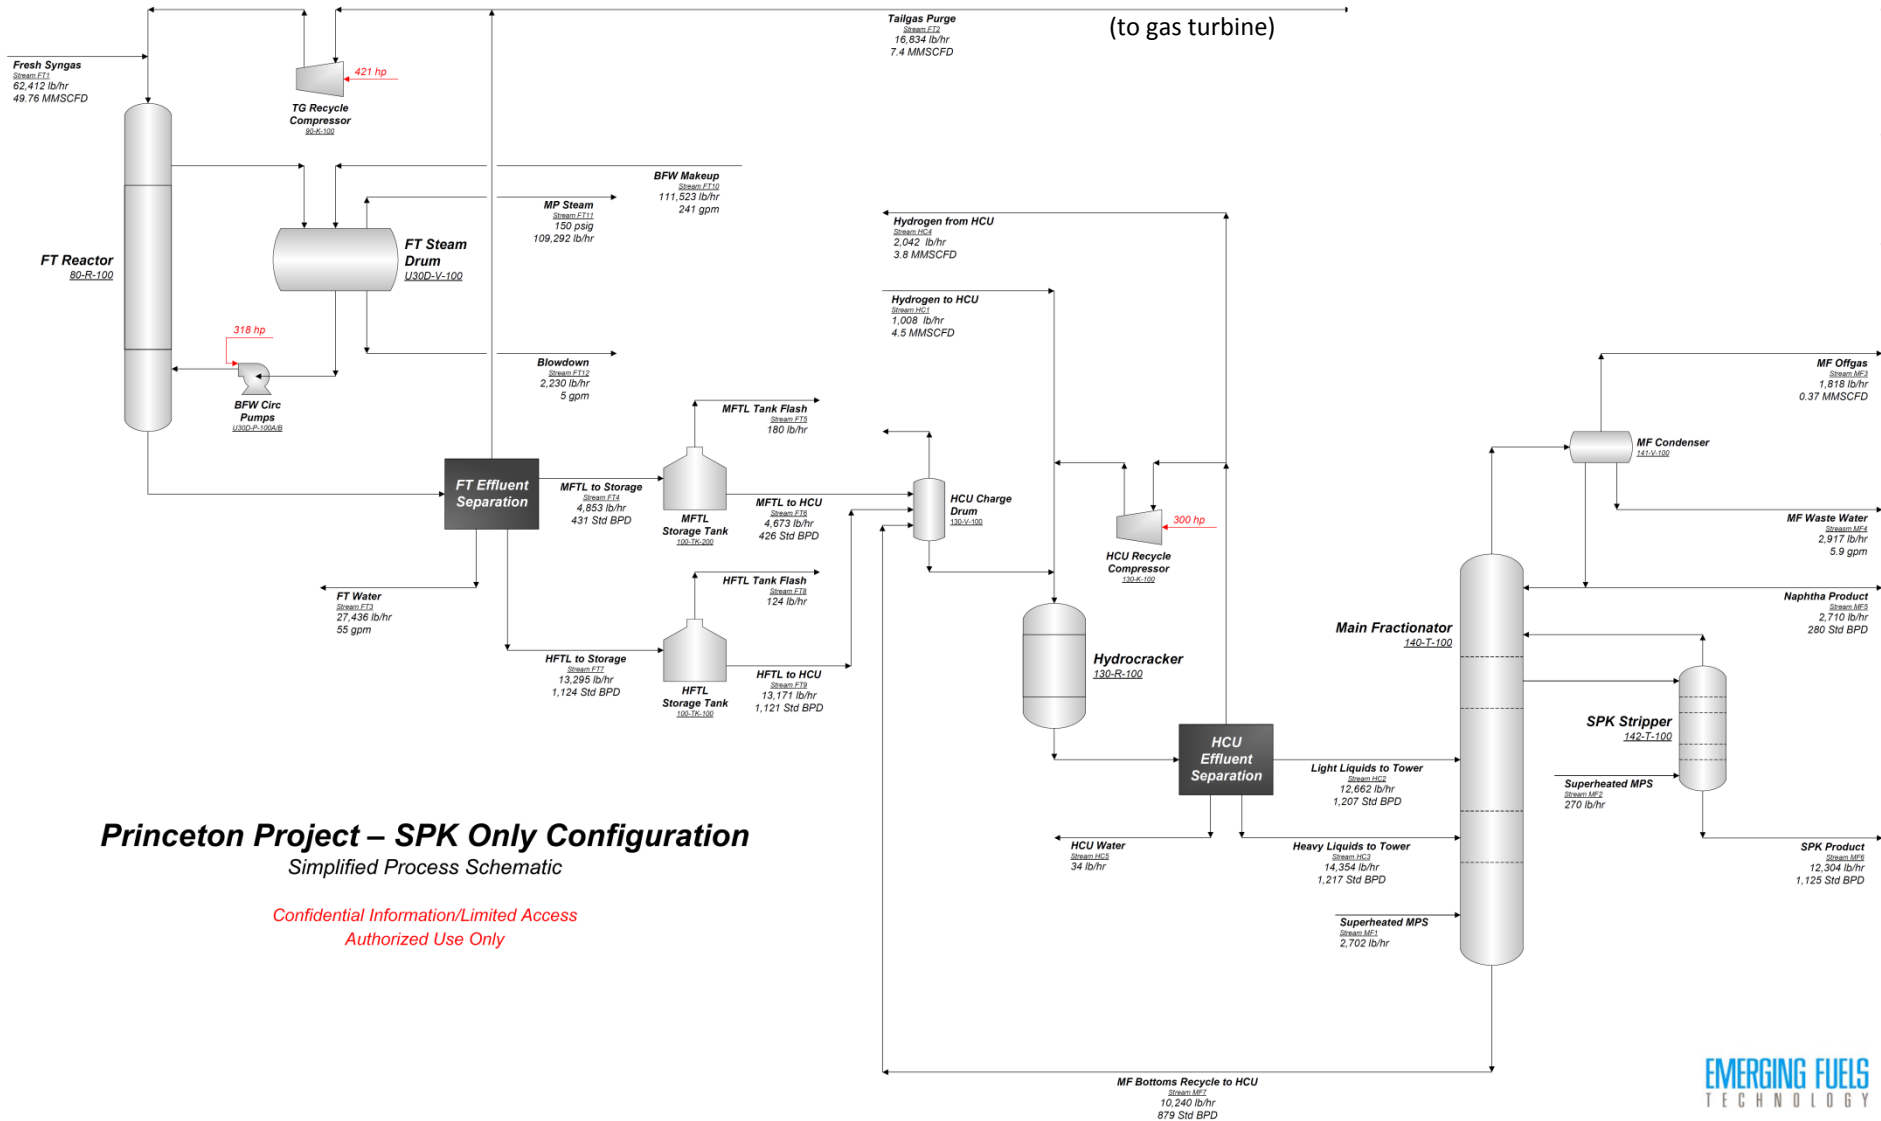 Tailgas Purge
Stream FT2
16,834 lb/hr
7.4 MMSCFD
(to gas turbine)
Fresh Syngas
Stream FT1
62,412 lb/hr
49.76 MMSCFD
421 hp
TG Recycle
Compressor
90-K-100
BFW Makeup
Stream FT10
111,523 lb/hr
241 gpm
MP Steam
Stream FT11
150 psig
109,292 lb/hr
FT Reactor
80-R-100
FT Steam
Drum
U30D-V-100
Hydrogen from HCU
Stream HC4
2,042 lb/hr
3.8 MMSCFD
Hydrogen to HCU
Stream HC1
1,008 lb/hr
4.5 MMSCFD
318 hp
BFW Circ
Pumps
U30D-P-100A/B
Blowdown
Stream FT12
2,230 lb/hr
5 gpm
MFTL Tank Flash
Stream FT5
180 lb/hr
MF Offgas
Stream MF3
1,818 lb/hr
0.37 MMSCFD
MF Condenser
141-V-100
FT Effluent
Separation
MFTL to Storage
Stream FT4
4,853 lb/hr
431 Std BPD
MFTL
Storage Tank
100-TK-200
MFTL to HCU
Stream FT6
4,673 lb/hr
426 Std BPD
HCU Charge
Drum
130-V-100
300 hp
HCU Recycle
Compressor
130-K-100
MF Waste Water
Streasm MF4
2,917 lb/hr
5.9 gpm
FT Water
Stream FT3
27,436 lb/hr
55 gpm
HFTL Tank Flash
Stream FT8
124 lb/hr
Naphtha Product
Stream MF5
2,710 lb/hr
280 Std BPD
Main Fractionator
140-T-100
HFTL to Storage
Stream FT7
13,295 lb/hr
1,124 Std BPD
HFTL
Storage Tank
100-TK-100
HFTL to HCU
Stream FT9
13,171 lb/hr
1,121 Std BPD
Hydrocracker
130-R-100
SPK Stripper
142-T-100
HCU
Effluent
Separation
Light Liquids to Tower
Stream HC2
12,662 lb/hr
1,207 Std BPD
Superheated MPS
Stream MF2
270 lb/hr
HCU Water
Stream HC5
34 lb/hr
Heavy Liquids to Tower
Stream HC3
14,354 lb/hr
1,217 Std BPD
SPK Product
Stream MF6
12,304 lb/hr
1,125 Std BPD
Superheated MPS
Stream MF1
2,702 lb/hr
Princeton Project – SPK Only Configuration
Simplified Process Schematic
Confidential Information/Limited Access
Authorized Use Only
MF Bottoms Recycle to HCU
Stream MF7
10,240 lb/hr
879 Std BPD
EMERGING FUELS
TECHNOLOGY